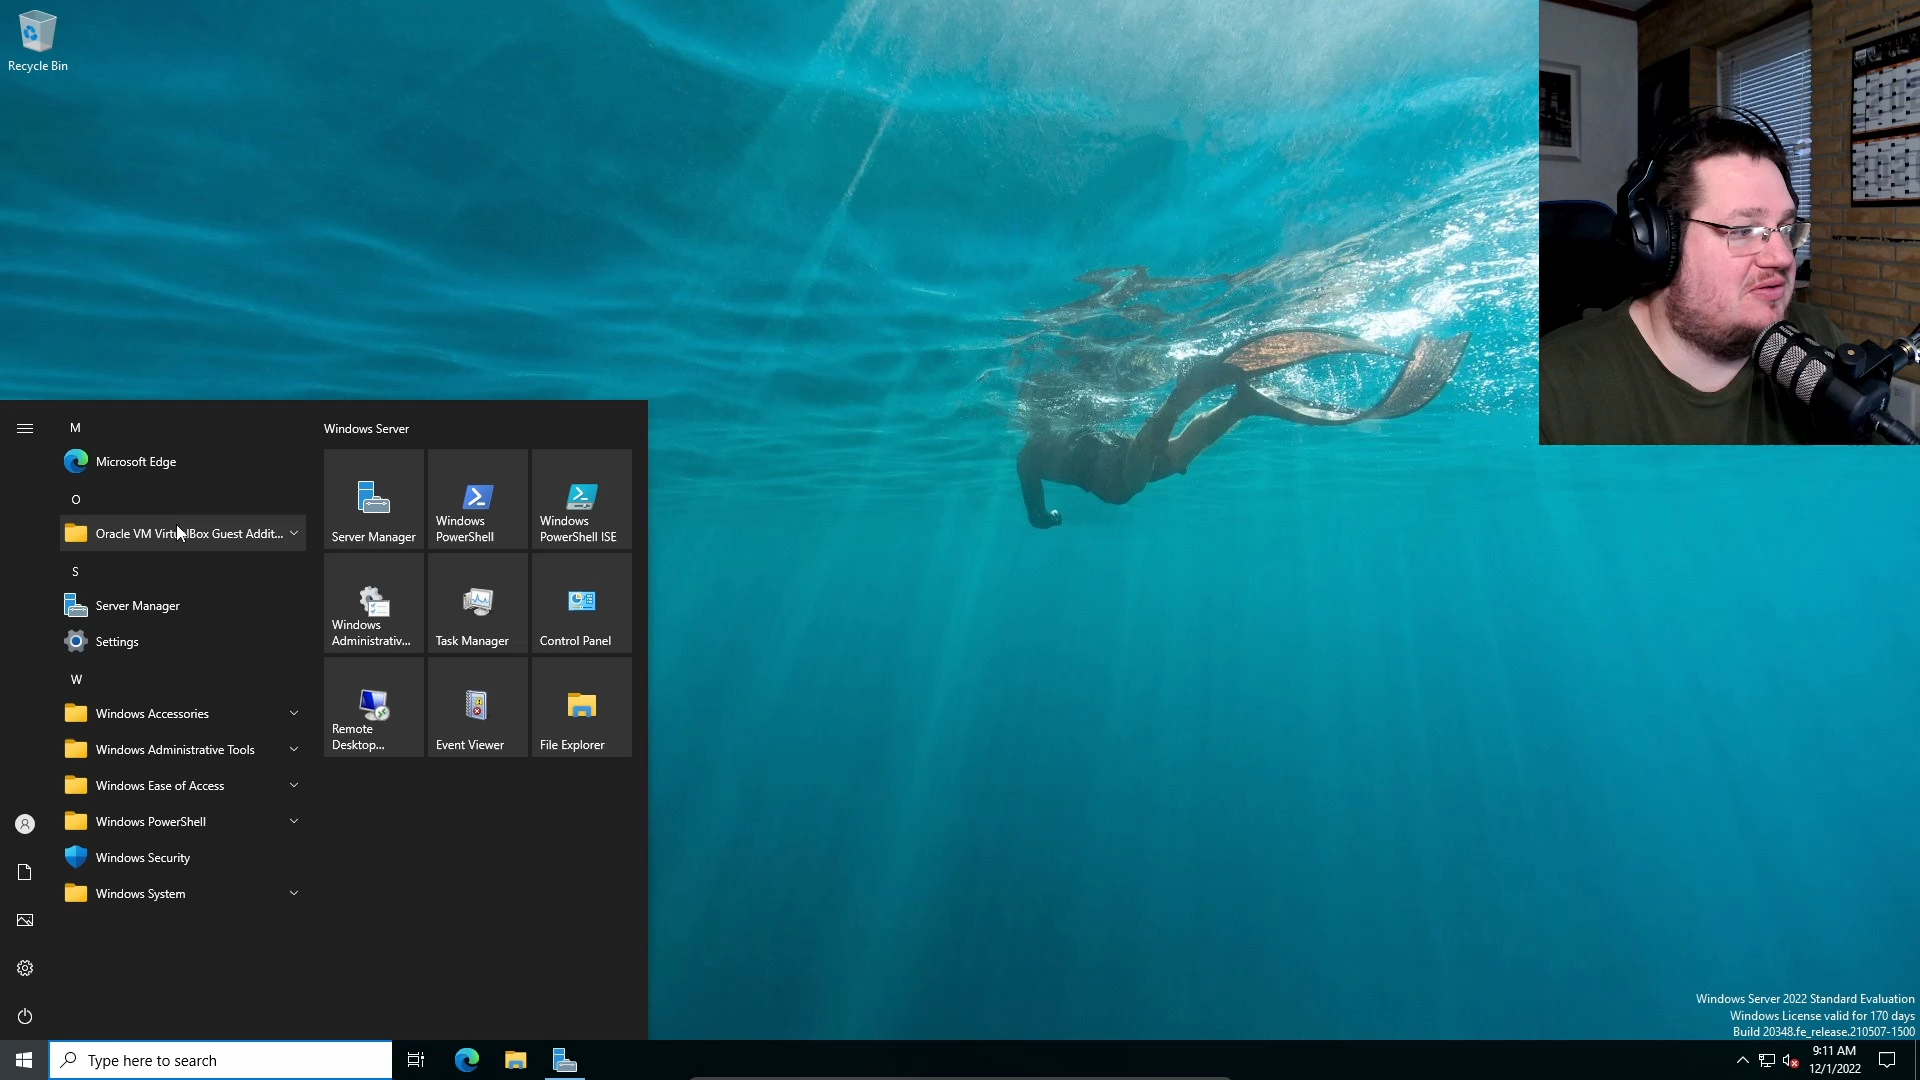 Recycle Bin
M
Microsoft Edge
O
Oracle VM VirtualBox Guest Addit...
S
Server Manager
Settings
W
Windows Accessories
Windows Administrative Tools
Windows Ease of Access
Windows PowerShell
Windows Security
Windows System
Windows Server
Server Manager
Windows
PowerShell
Windows
PowerShell ISE
Windows
Administrativ...
Task Manager
Control Panel
Remote
Desktop...
Event Viewer
File Explorer
RODE
Windows Server 2022 Standard Evaluation
Windows License valid for 170 days
Build 20348.fe_release.210507-1500
Type here to search
9:11 AM
12/1/2022